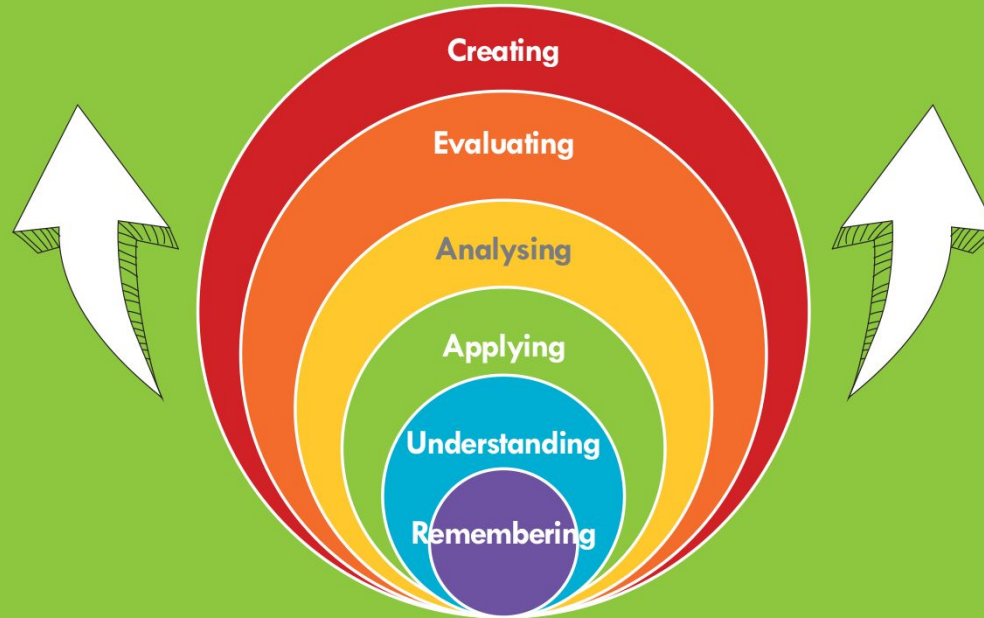 Creating
Evaluating
Analysing
Applying
Understanding
Remembering